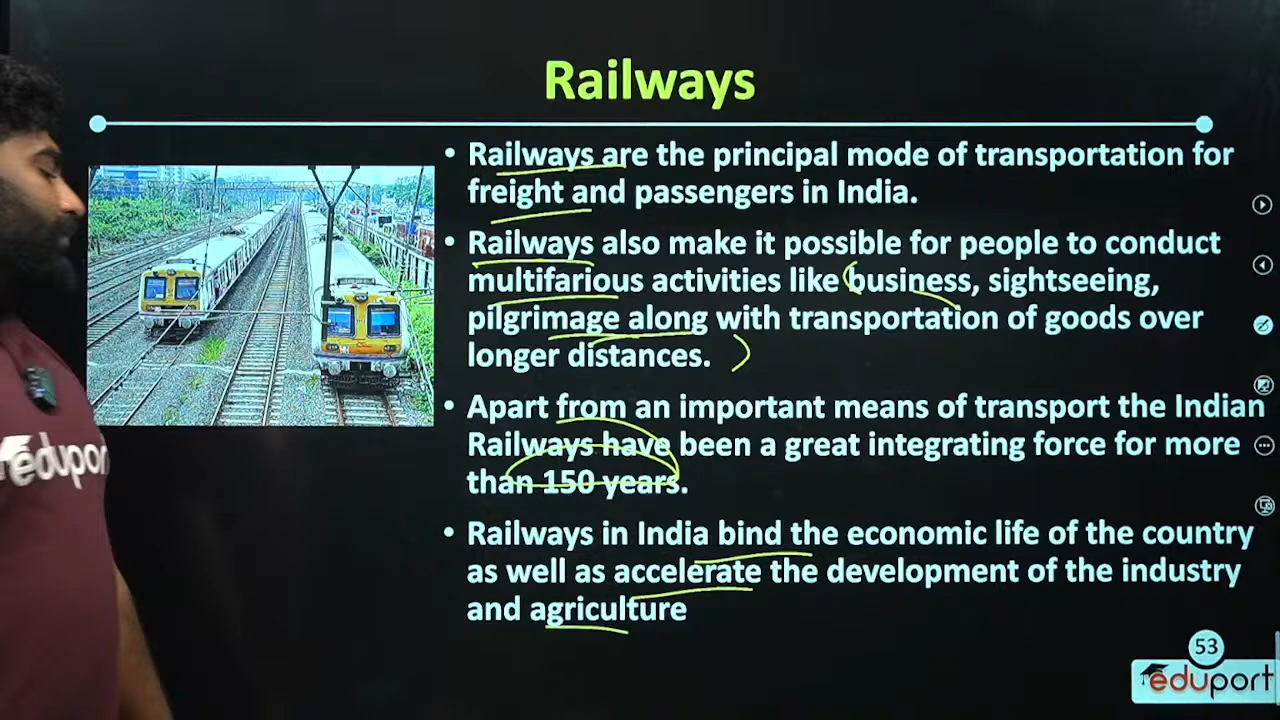 Railways
• Railways are the principal mode of transportation for
freight and passengers in India.
• Railways also make it possible for people to conduct
multifarious activities like business, sightseeing,
pilgrimage along with transportation of goods over
longer distances.
• Apart from an important means of transport the Indian
Railways have been a great integrating force for more
than 150 years.
• Railways in India bind the economic life of the country
as well as accelerate the development of the industry
and agriculture
eduport
53
eduport